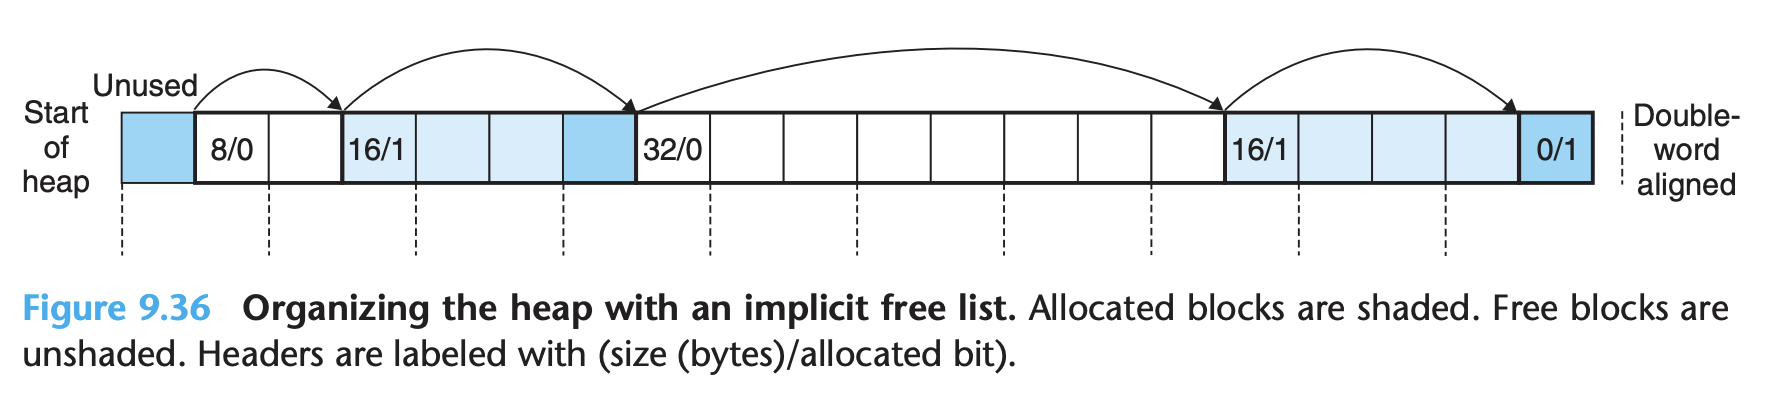 Unused
Start
of
heap
8/0
16/1
32/0
16/1
0/1
Double-
word
aligned
Figure 9.36 Organizing the heap with an implicit free list. Allocated blocks are shaded. Free blocks are
unshaded. Headers are labeled with (size (bytes)/allocated bit).